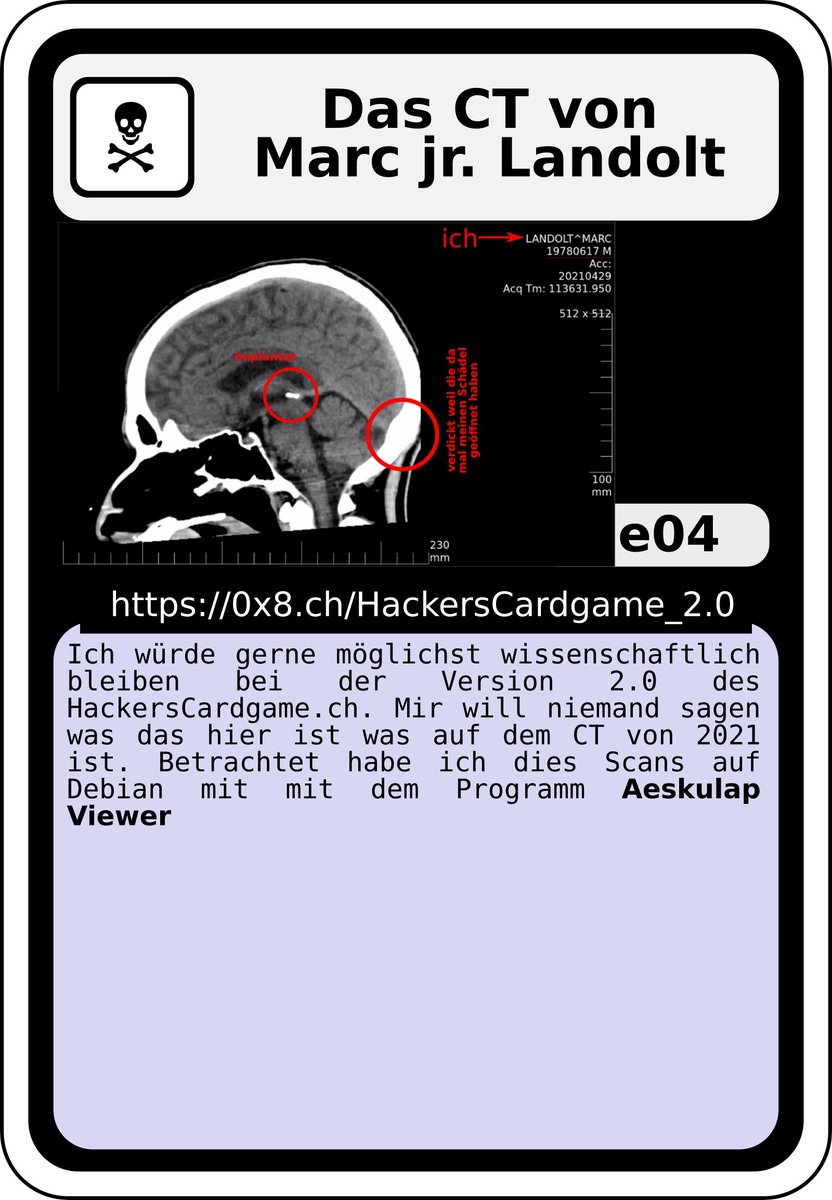 Das CT von
Marc jr. Landolt
ich
LANDOLT^MARC
19780617 M
Acc:
20210429
Acq Tm: 113631.950
512 x 512
Implantat
verdickt weil die da
mal meinen Schädel
geöffnet haben
100
mm
230
mm
e04
https://0x8.ch/HackersCardgame_2.0
Ich würde gerne möglichst wissenschaftlich
bleiben bei der Version 2.0 des
HackersCardgame.ch. Mir will niemand sagen
was das hier ist was auf dem CT von 2021
ist. Betrachtet habe ich dies Scans auf
Debian mit mit dem Programm Aeskulap
Viewer